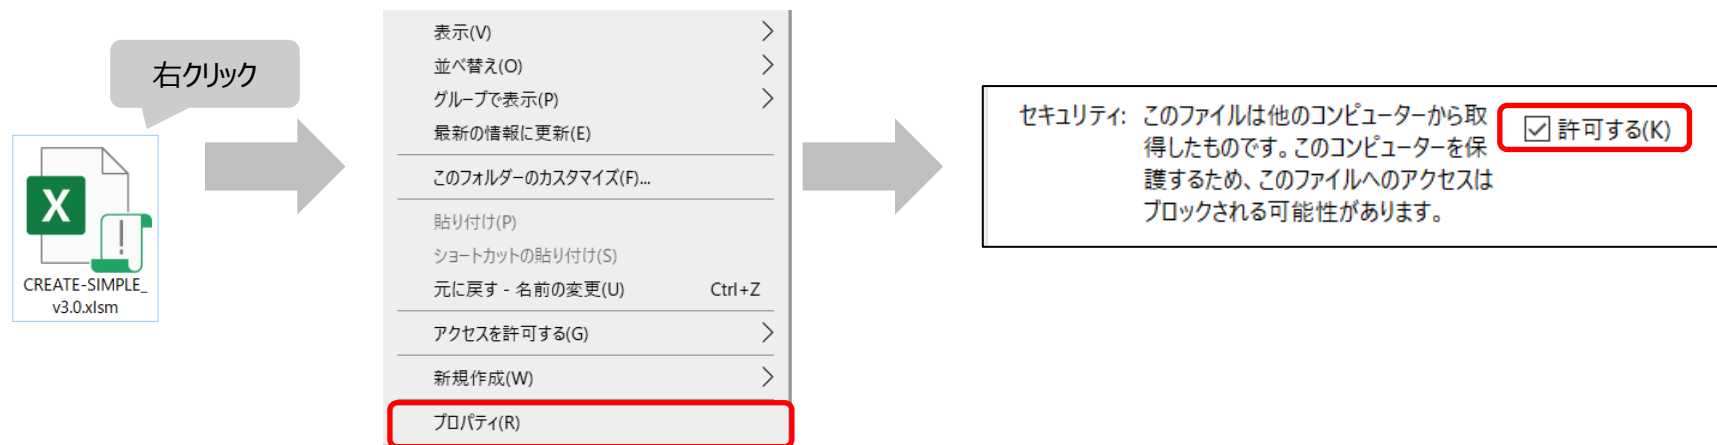 右クリック
CREATE-SIMPLE_
v3.0.xlsm
表示(V)
並べ替え(O)
グループで表示(P)
最新の情報に更新(E)
このフォルダーのカスタマイズ(F)...
貼り付け(P)
ショートカットの貼り付け(S)
元に戻す - 名前の変更(U) Ctrl+Z
アクセスを許可する(G)
新規作成(W)
プロパティ(R)
セキュリティ: このファイルは他のコンピューターから取
得したものです。このコンピューターを保
護するため、このファイルへのアクセスは
ブロックされる可能性があります。
許可する(K)